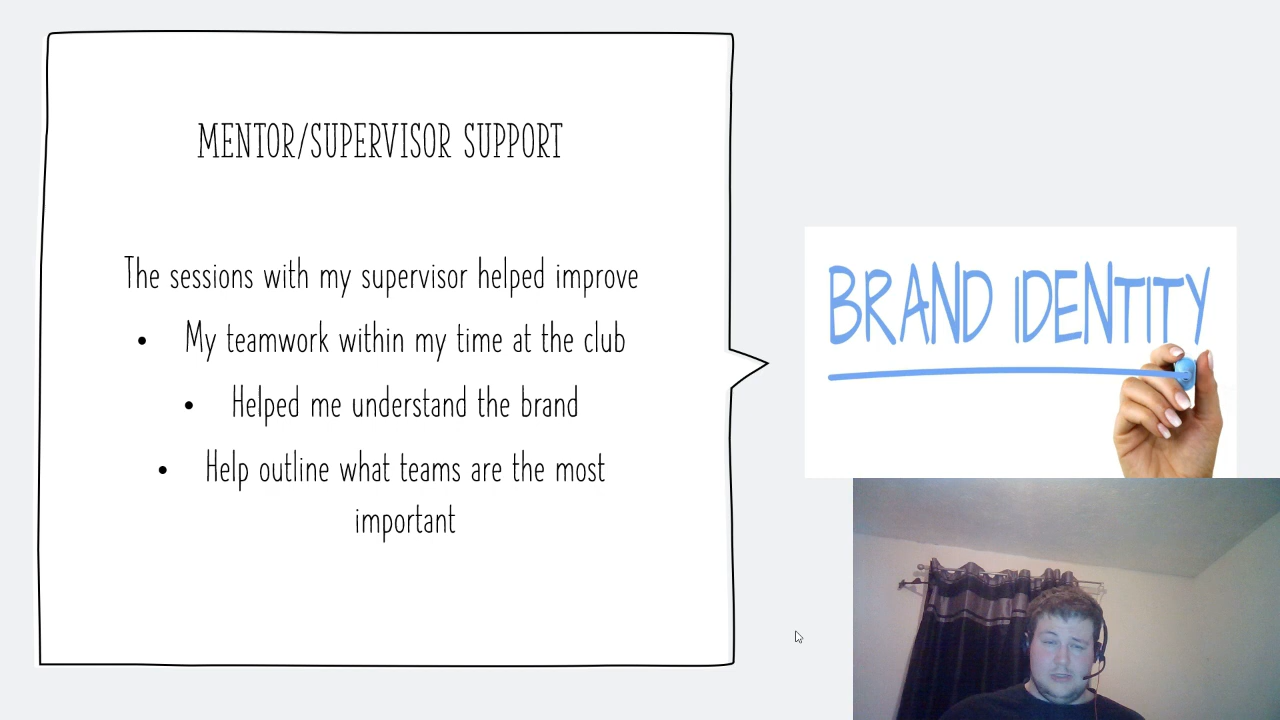 MENTOR/SUPERVISOR SUPPORT
The sessions with my supervisor helped improve
• My teamwork within my time at the club
• Helped me understand the brand
• Help outline what teams are the most
important
BRAND IDENTITY